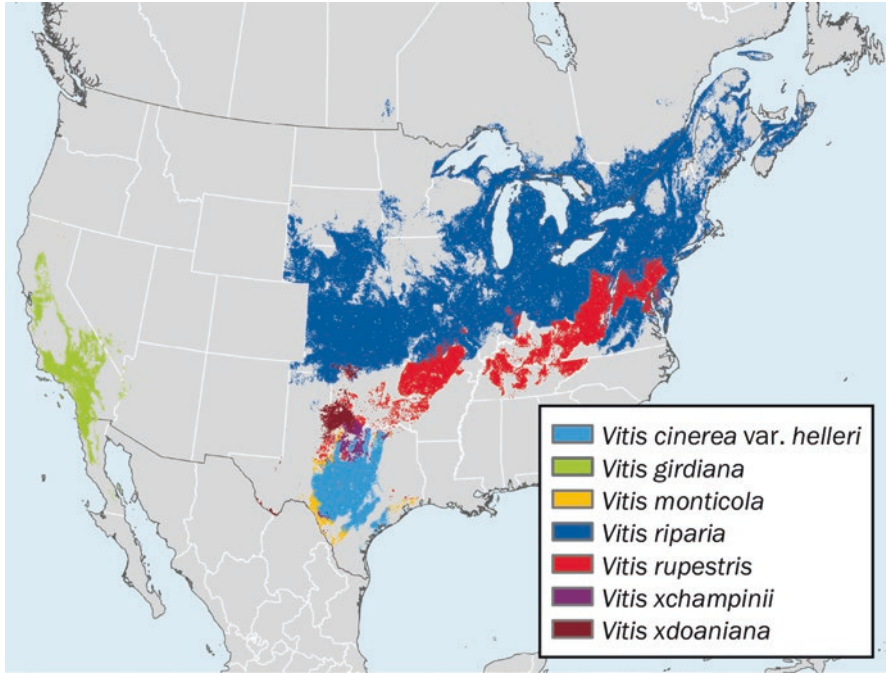 Vitis cinerea var. helleri
Vitis girdiana
Vitis monticola
Vitis riparia
Vitis rupestris
Vitis xchampinii
Vitis xdoaniana